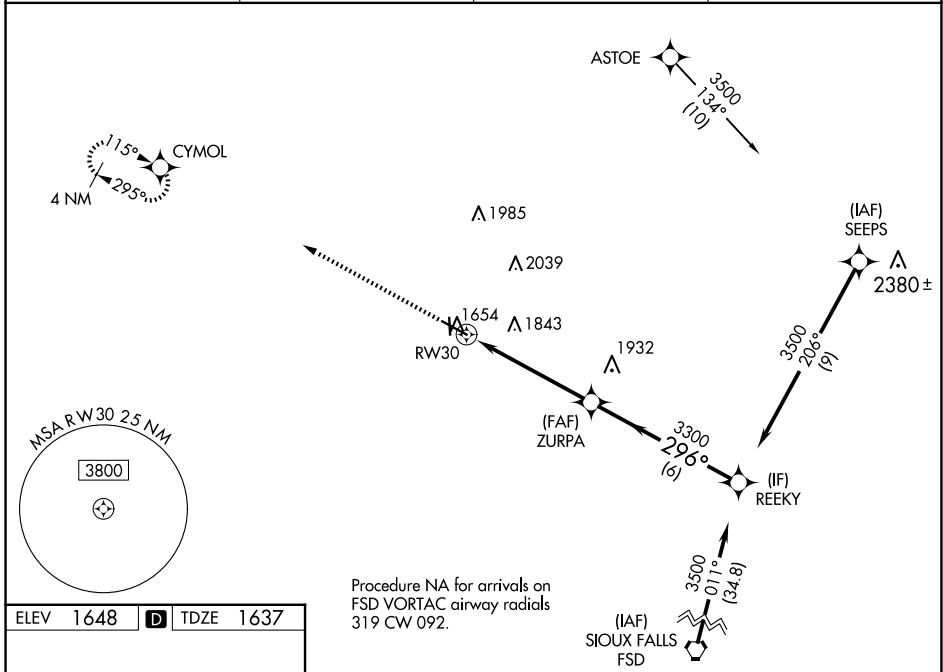 ASTOE
3500
134°
(10)
115°
CYMOL
295°
4 NM
1985
(IAF)
SEEPS
2039
2380 ±
1654
1843
RW30
3500
206°
(9)
1932
(FAF)
ZURPA
3300
296°
(6)
(IF)
REEKY
MSA RW30 25 NM
3800
3500
011°
(34.8)
Procedure NA for arrivals on
FSD VORTAC airway radials
319 CW 092.
(IAF)
SIOUX FALLS
FSD
ELEV 1648 D TDZE 1637